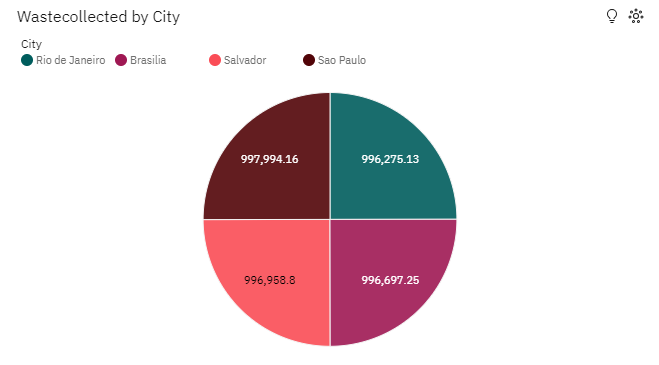 Wastecollected by City
City
Rio de Janeiro Brasilia Salvador Sao Paulo
997,994.16 996,275.13
996,958.8 996,697.25